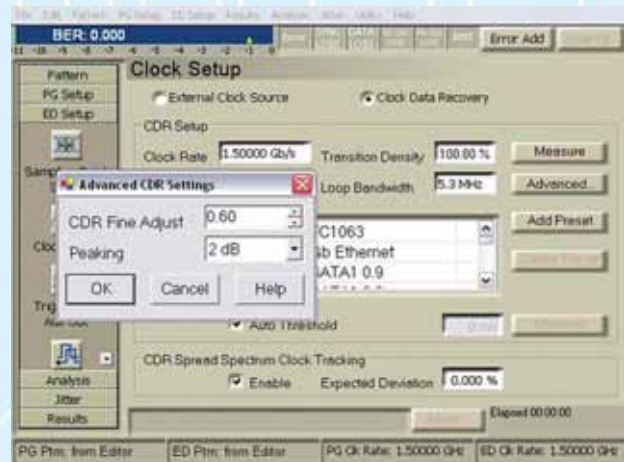 File Edit Pattern PG Setup ED Setup Results Analysis Jitter Utility Help
BER: 0.000
Error Add
Pattern
PG Setup
ED Setup
Clock Setup
External Clock Source
Clock Data Recovery
CDR Setup
Clock Rate 1.50000 Gb/s Transition Density 100.00 % Measure
Loop Bandwidth 5.3 MHz Advanced...
Advanced CDR Settings
CDR Fine Adjust 0.60
Peaking 2 dB
OK Cancel Help
C1063
b Ethernet
ATA1 0.9
Add Preset
Auto Threshold
CDR Spread Spectrum Clock Tracking
Enable Expected Deviation 0.000 %
Analysis
Jitter
Results
Elapsed 00:00:00
PG Ptrn: from Editor ED Ptrn: from Editor PG Clk Rate: 1.50000 GHz ED Clk Rate: 1.50000 GHz